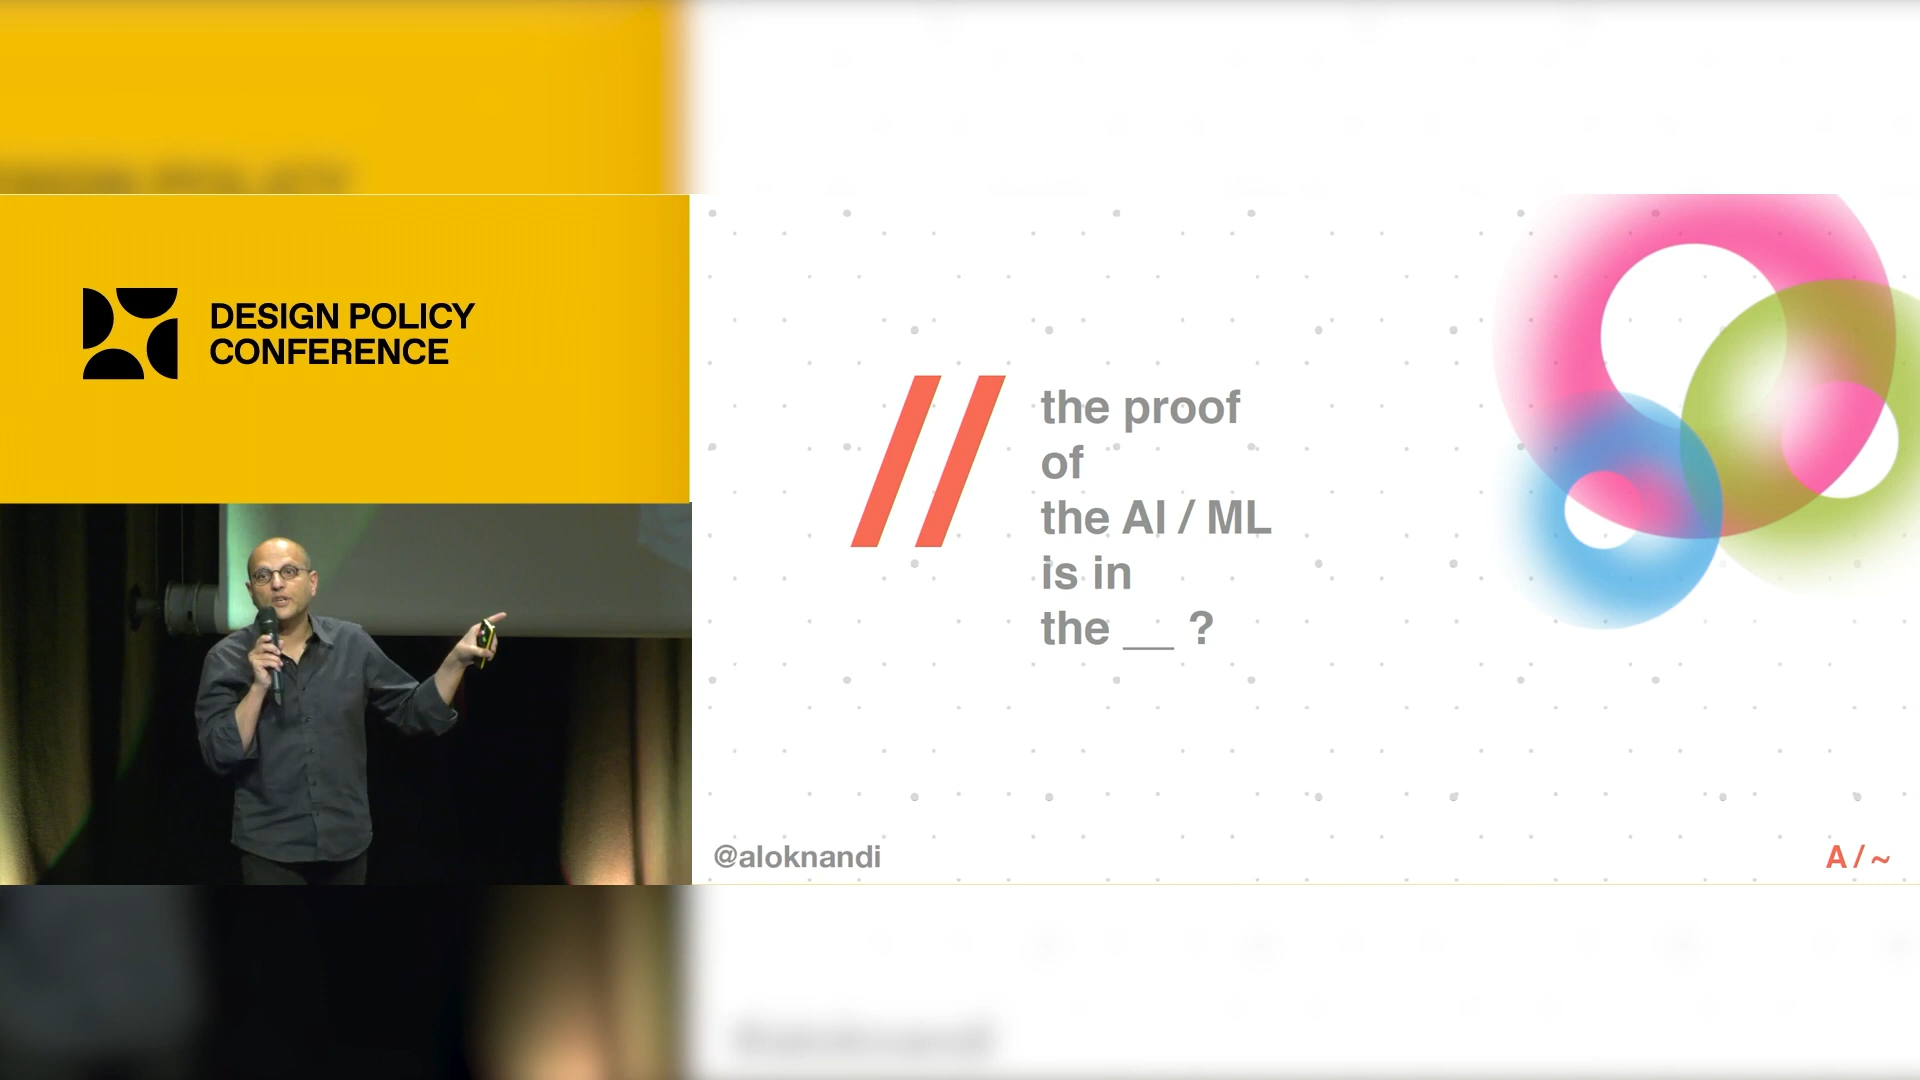 DESIGN POLICY
CONFERENCE
//
the proof
of
the AI / ML
is in
the __ ?
@aloknandi
A / ~